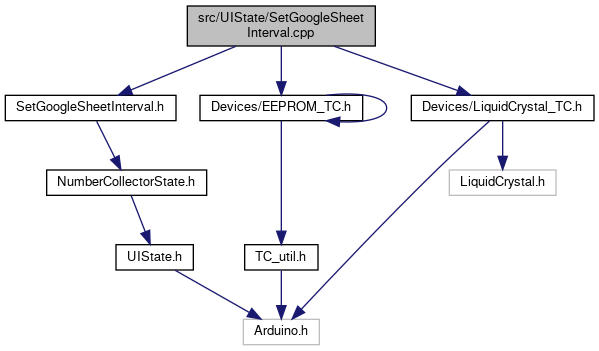 src/UIState/SetGoogleSheet
Interval.cpp
SetGoogleSheetInterval.h
Devices/EEPROM_TC.h
Devices/LiquidCrystal_TC.h
NumberCollectorState.h
LiquidCrystal.h
UIState.h
TC_util.h
Arduino.h